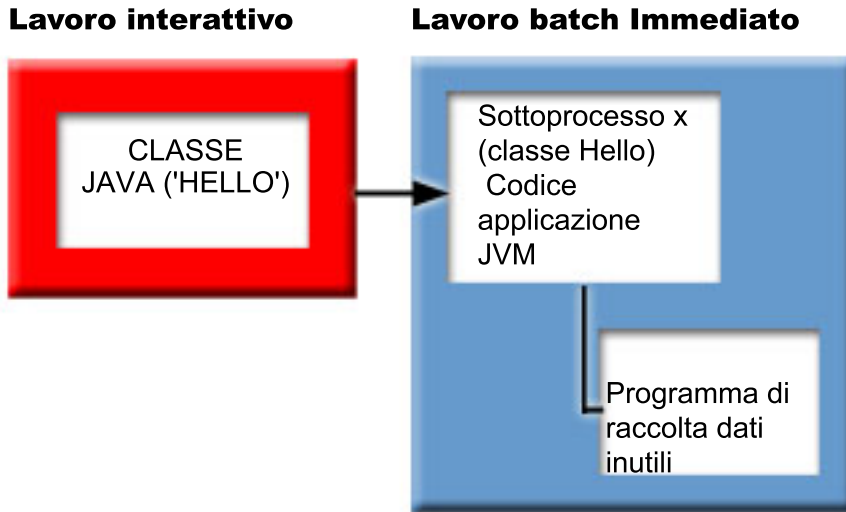 Lavoro interattivo
Lavoro batch Immediato
CLASSE
JAVA ('HELLO')
Sottoprocesso x
(classe Hello)
Codice
applicazione
JVM
Programma di
raccolta dati
inutili